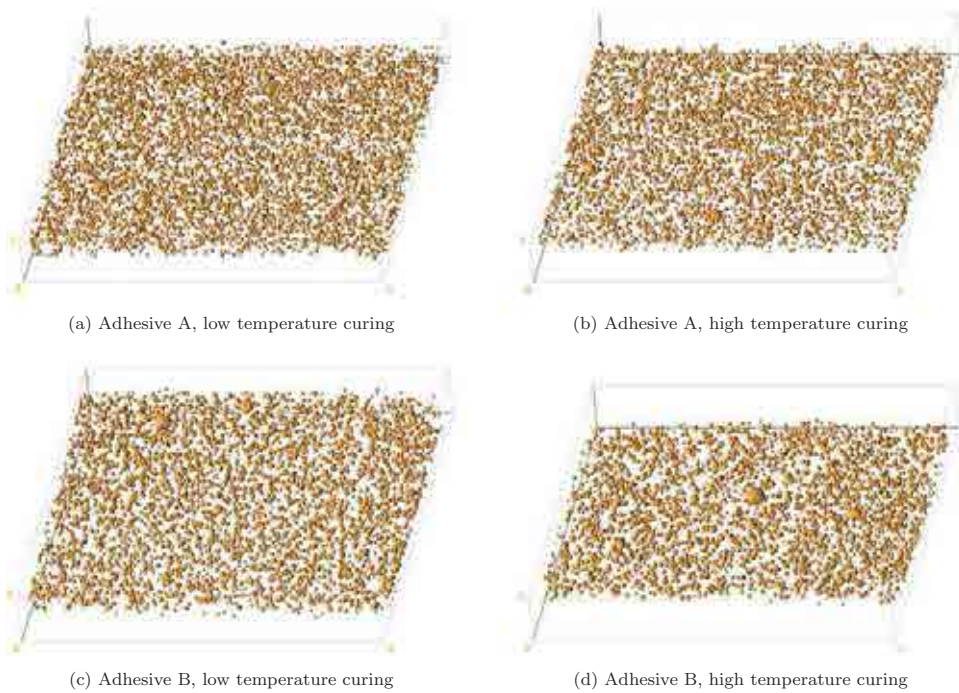 (a) Adhesive A, low temperature curing
(b) Adhesive A, high temperature curing
(c) Adhesive B, low temperature curing
(d) Adhesive B, high temperature curing